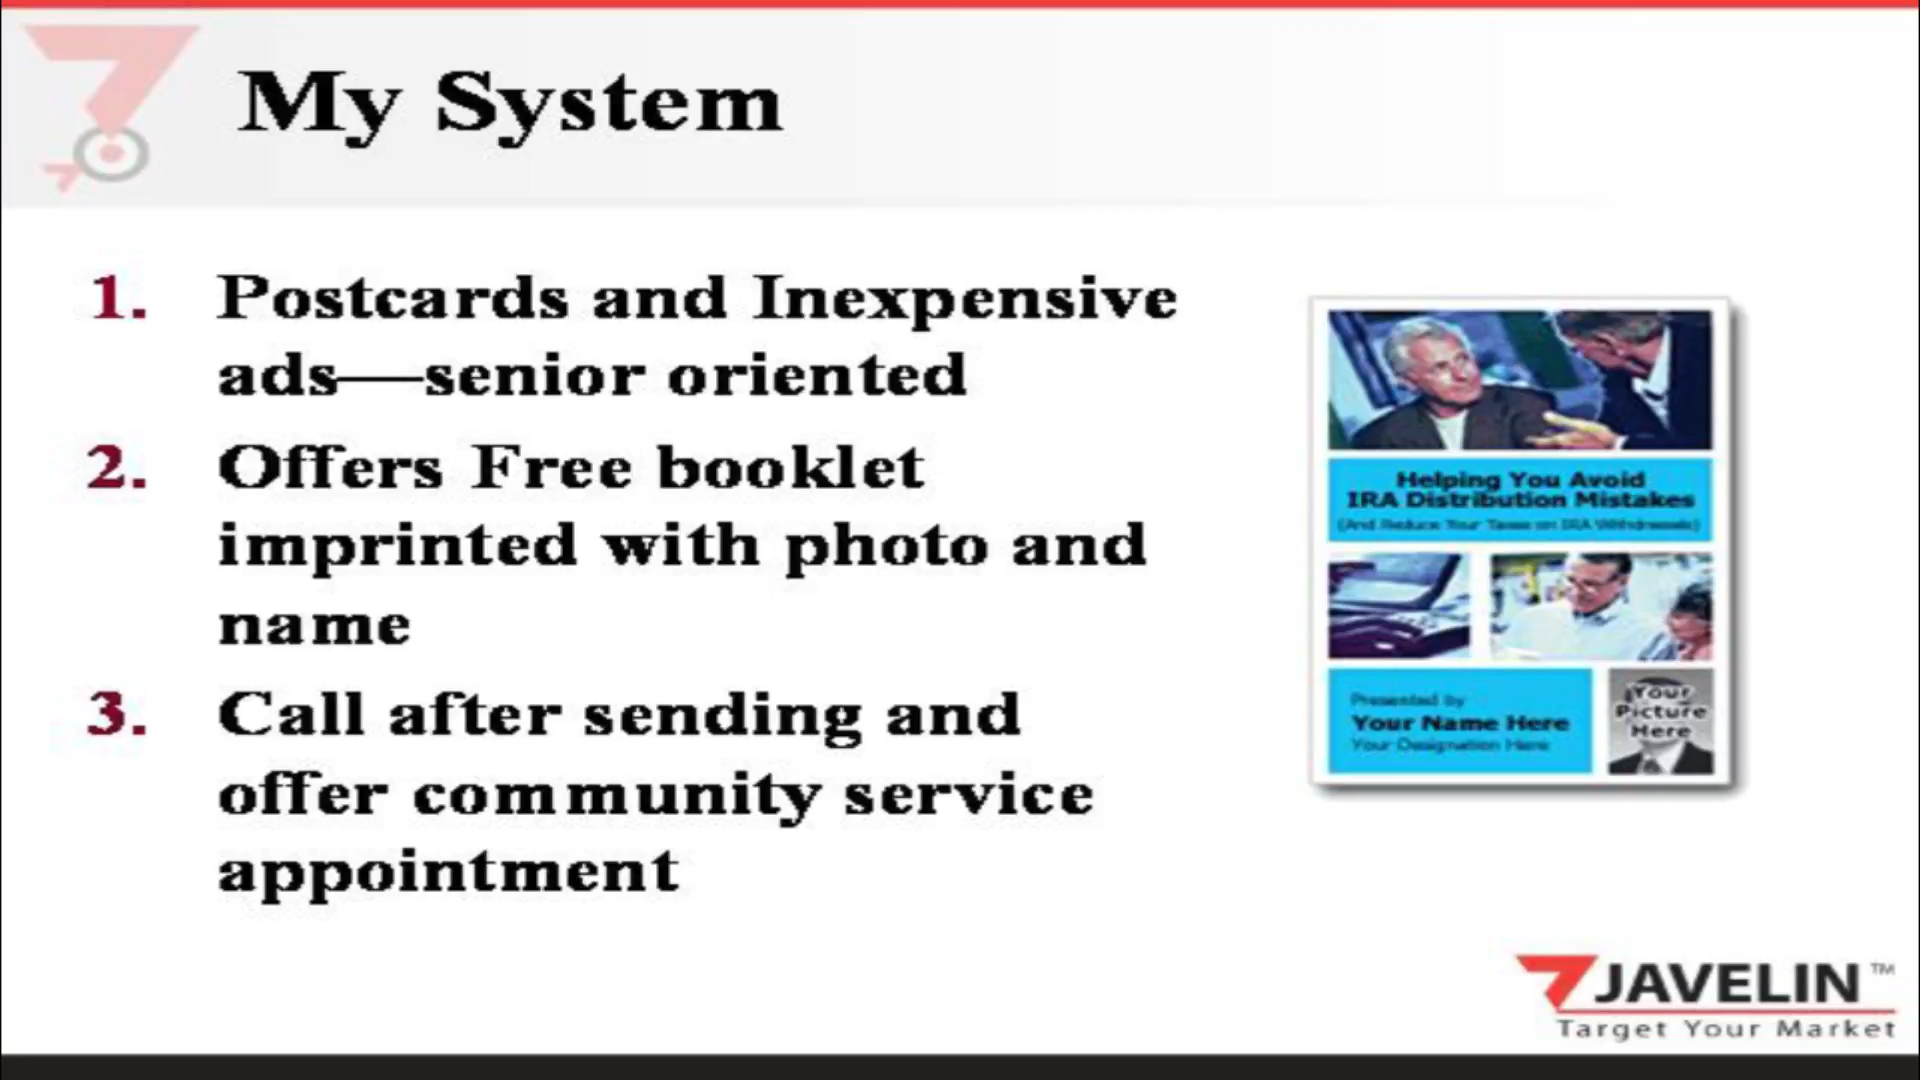 My System
1. Postcards and Inexpensive
ads—senior oriented
2. Offers Free booklet
imprinted with photo and
name
3. Call after sending and
offer community service
appointment
Helping You Avoid
IRA Distribution Mistakes
(And Reduce Your Taxes on IRA Withdrawals)
Presented by
Your Name Here
Your Designation Here
Your
Picture
Here
JAVELIN™
Target Your Market